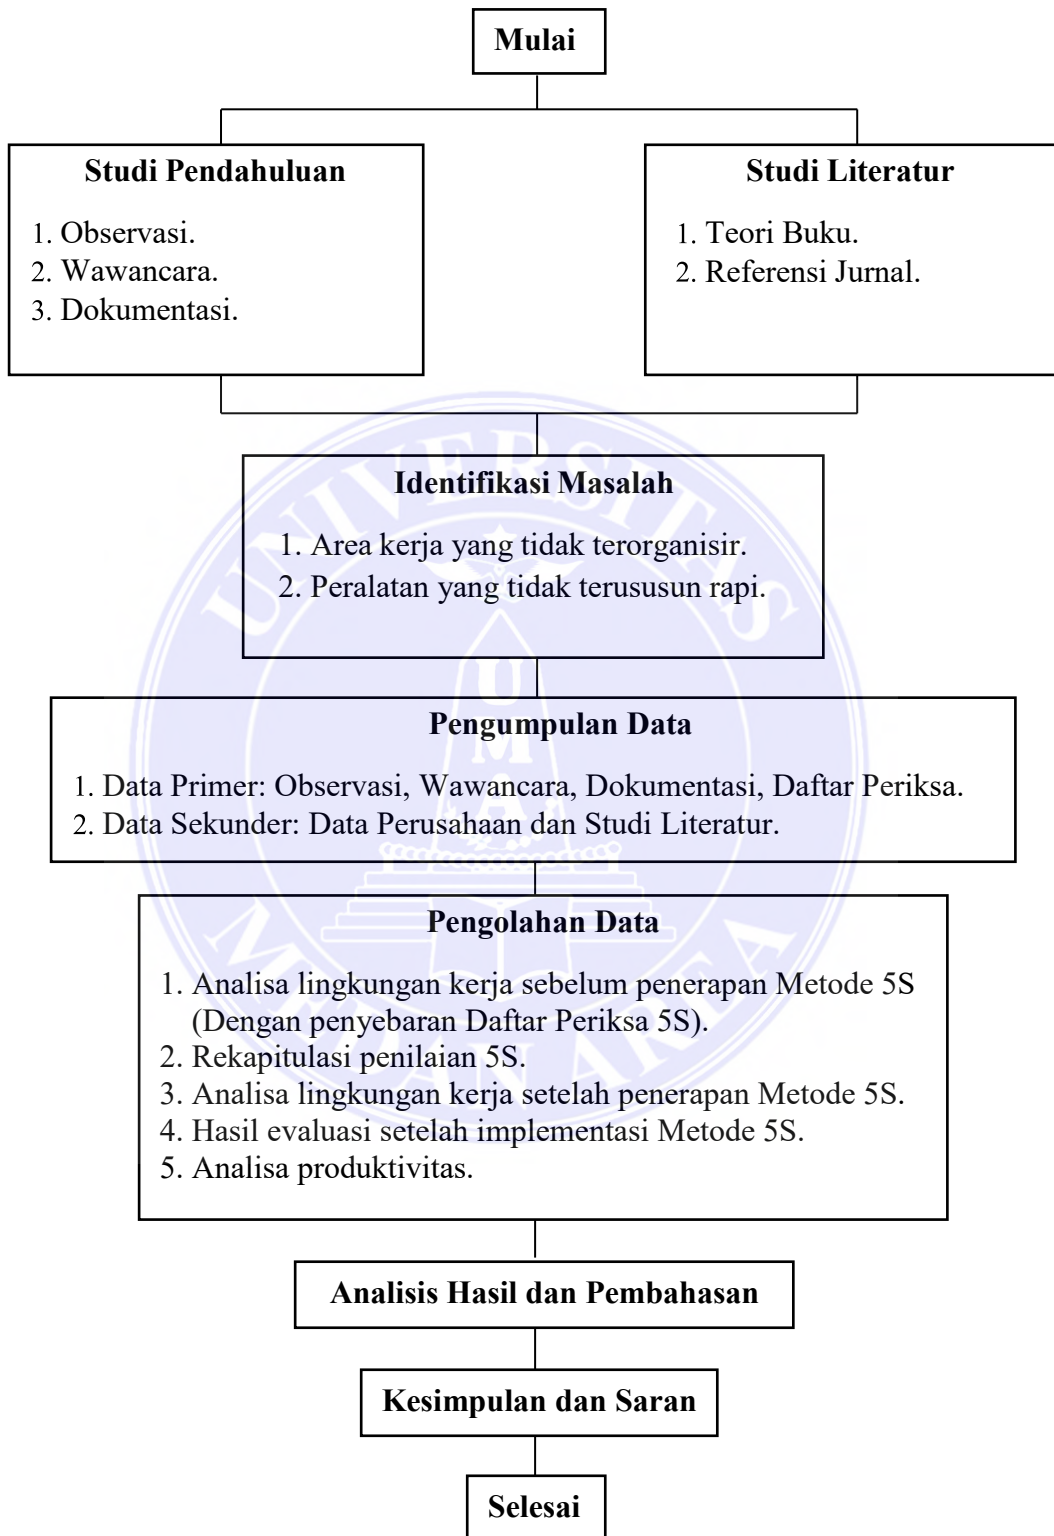 Mulai
Studi Pendahuluan
1. Observasi.
2. Wawancara.
3. Dokumentasi.
Studi Literatur
1. Teori Buku.
2. Referensi Jurnal.
Identifikasi Masalah
1. Area kerja yang tidak terorganisir.
2. Peralatan yang tidak terususun rapi.
Pengumpulan Data
1. Data Primer: Observasi, Wawancara, Dokumentasi, Daftar Periksa.
2. Data Sekunder: Data Perusahaan dan Studi Literatur.
Pengolahan Data
1. Analisa lingkungan kerja sebelum penerapan Metode 5S
(Dengan penyebaran Daftar Periksa 5S).
2. Rekapitulasi penilaian 5S.
3. Analisa lingkungan kerja setelah penerapan Metode 5S.
4. Hasil evaluasi setelah implementasi Metode 5S.
5. Analisa produktivitas.
Analisis Hasil dan Pembahasan
Kesimpulan dan Saran
Selesai
UNIVERSITAS
UMA
MEDAN AREA